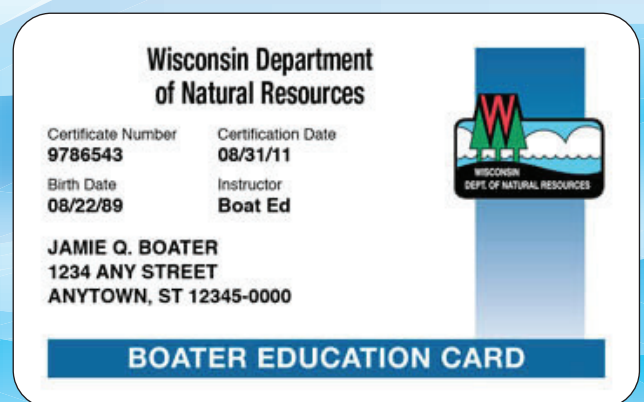 Wisconsin Department
of Natural Resources
Certificate Number Certification Date
9786543 08/31/11
Birth Date Instructor
08/22/89 Boat Ed
JAMIE Q. BOATER
1234 ANY STREET
ANYTOWN, ST 12345-0000
W
WISCONSIN
DEPT. OF NATURAL RESOURCES
BOATER EDUCATION CARD